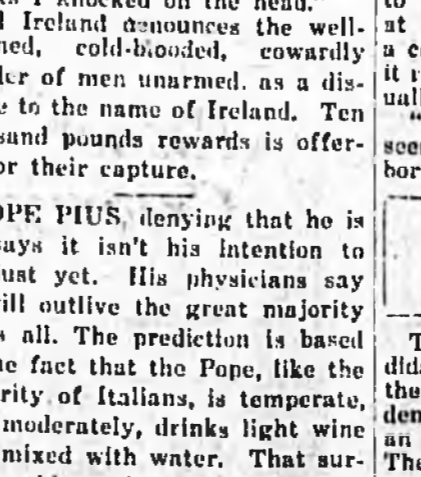 I knocked on the head."
l Ireland denounces the well-
ned, cold-blooded, cowardly
der of men unarmed, as a dis-
e to the name of Ireland. Ten
sand pounds rewards is offer-
or their capture.
OPE PIUS, denying that he is
says it isn't his intention to
ust yet. His physicians say
ill outlive the great majority
s all. The prediction is based
he fact that the Pope, like the
rity of Italians, is temperate,
moderately, drinks light wine
mixed with water. That sur-
to
at
a c
it r
uall
seen
bor
T
dida
the
den
an
The